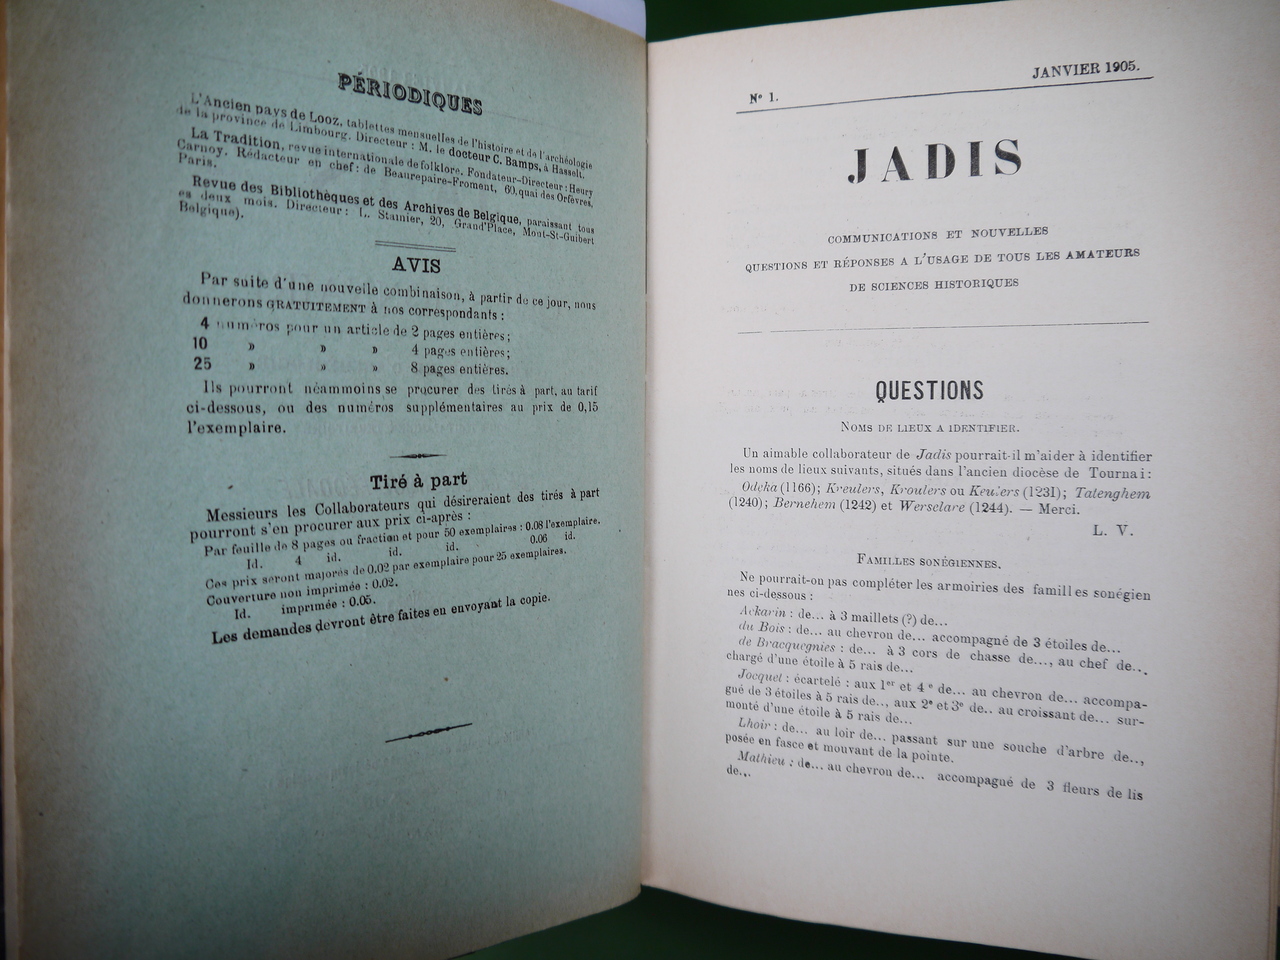 PÉRIODIQUES
L'Ancien pays de Looz, tablettes mensuelles de l'histoire et de l'archéologie
de la province de Limbourg. Directeur : M. le docteur C. Bamps, à Hasselt.
La Tradition, revue internationale de folklore. Fondateur-Directeur : Henry
Carnoy. Rédacteur en chef : de Beaurepaire-Froment, 60, quai des Orfèvres,
Paris.
Revue des Bibliothèques et des Archives de Belgique, paraissant tous
es deux mois. Directeur : L. Stainier, 20, Grand'Place, Mont-St-Guibert
Belgique).
AVIS
Par suite d'une nouvelle combinaison, à partir de ce jour, nous
donnerons GRATUITEMENT à nos correspondants :
4 numéros pour un article de 2 pages entières ;
10 » » » 4 pages entières ;
25 » » » 8 pages entières.
Ils pourront néammoins se procurer des tirés à part, au tarif
ci-dessous, ou des numéros supplémentaires au prix de 0,15
l'exemplaire.
Tiré à part
Messieurs les Collaborateurs qui désireraient des tirés à part
pourront s'en procurer aux prix ci-après :
Par feuille de 8 pages ou fraction et pour 50 exemplaires : 0.08 l'exemplaire.
Id. 4 id. id. id. 0.06 id.
Ces prix seront majorés de 0.02 par exemplaire pour 25 exemplaires.
Couverture non imprimée : 0.02.
Id. imprimée : 0.05.
Les demandes devront être faites en envoyant la copie.
N° 1. JANVIER 1905.
JADIS
COMMUNICATIONS ET NOUVELLES
QUESTIONS ET RÉPONSES A L'USAGE DE TOUS LES AMATEURS
DE SCIENCES HISTORIQUES
QUESTIONS
NOMS DE LIEUX A IDENTIFIER.
Un aimable collaborateur de Jadis pourrait-il m'aider à identifier
les noms de lieux suivants, situés dans l'ancien diocèse de Tournai :
Odeka (1166) ; Kreulers, Kroulers ou Keulers (1231) ; Tatenghem
(1240) ; Bernehem (1242) et Wersclare (1244). — Merci.
L. V.
FAMILLES SONÉGIENNES.
Ne pourrait-on pas compléter les armoiries des familles sonégien
nes ci-dessous :
Ackarin : de... à 3 maillets (?) de...
du Bois : de... au chevron de... accompagné de 3 étoiles de...
de Bracquegnies : de... à 3 cors de chasse de..., au chef de...
chargé d'une étoile à 5 rais de...
Jocquet : écartelé : aux 1er et 4e de... au chevron de... accompa-
gné de 3 étoiles à 5 rais de.., aux 2e et 3e de.. au croissant de... sur-
monté d'une étoile à 5 rais de...
Lhoir : de... au loir de... passant sur une souche d'arbre de..,
posée en fasce et mouvant de la pointe.
Mathieu : de... au chevron de... accompagné de 3 fleurs de lis
de...